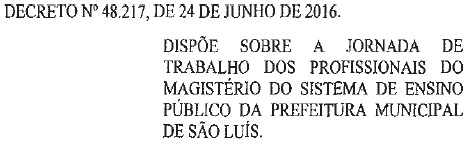 DECRETO Nº 48.217, DE 24 DE JUNHO DE 2016.
DISPÕE SOBRE A JORNADA DE
TRABALHO DOS PROFISSIONAIS DO
MAGISTÉRIO DO SISTEMA DE ENSINO
PÚBLICO DA PREFEITURA MUNICIPAL
DE SÃO LUÍS.